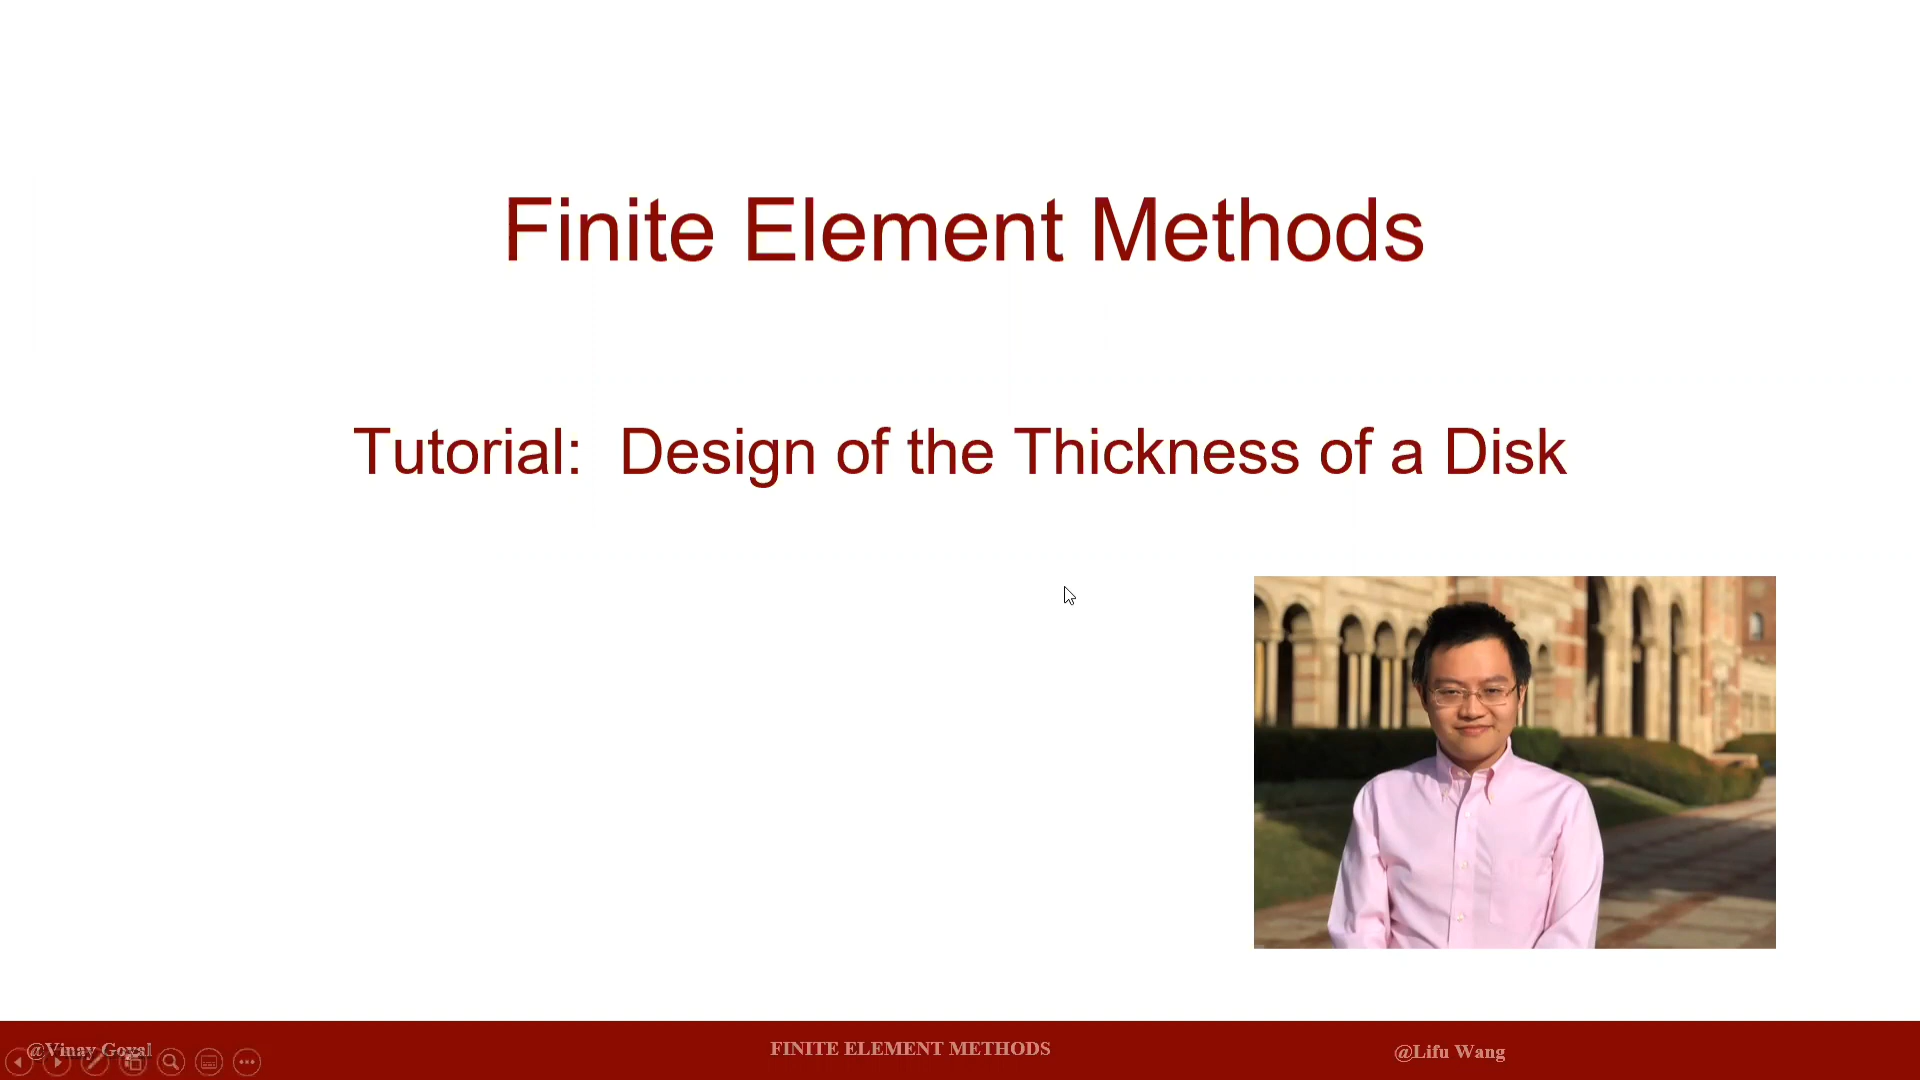 Finite Element Methods
Tutorial: Design of the Thickness of a Disk
@Vinay Goyal
FINITE ELEMENT METHODS
@Lifu Wang